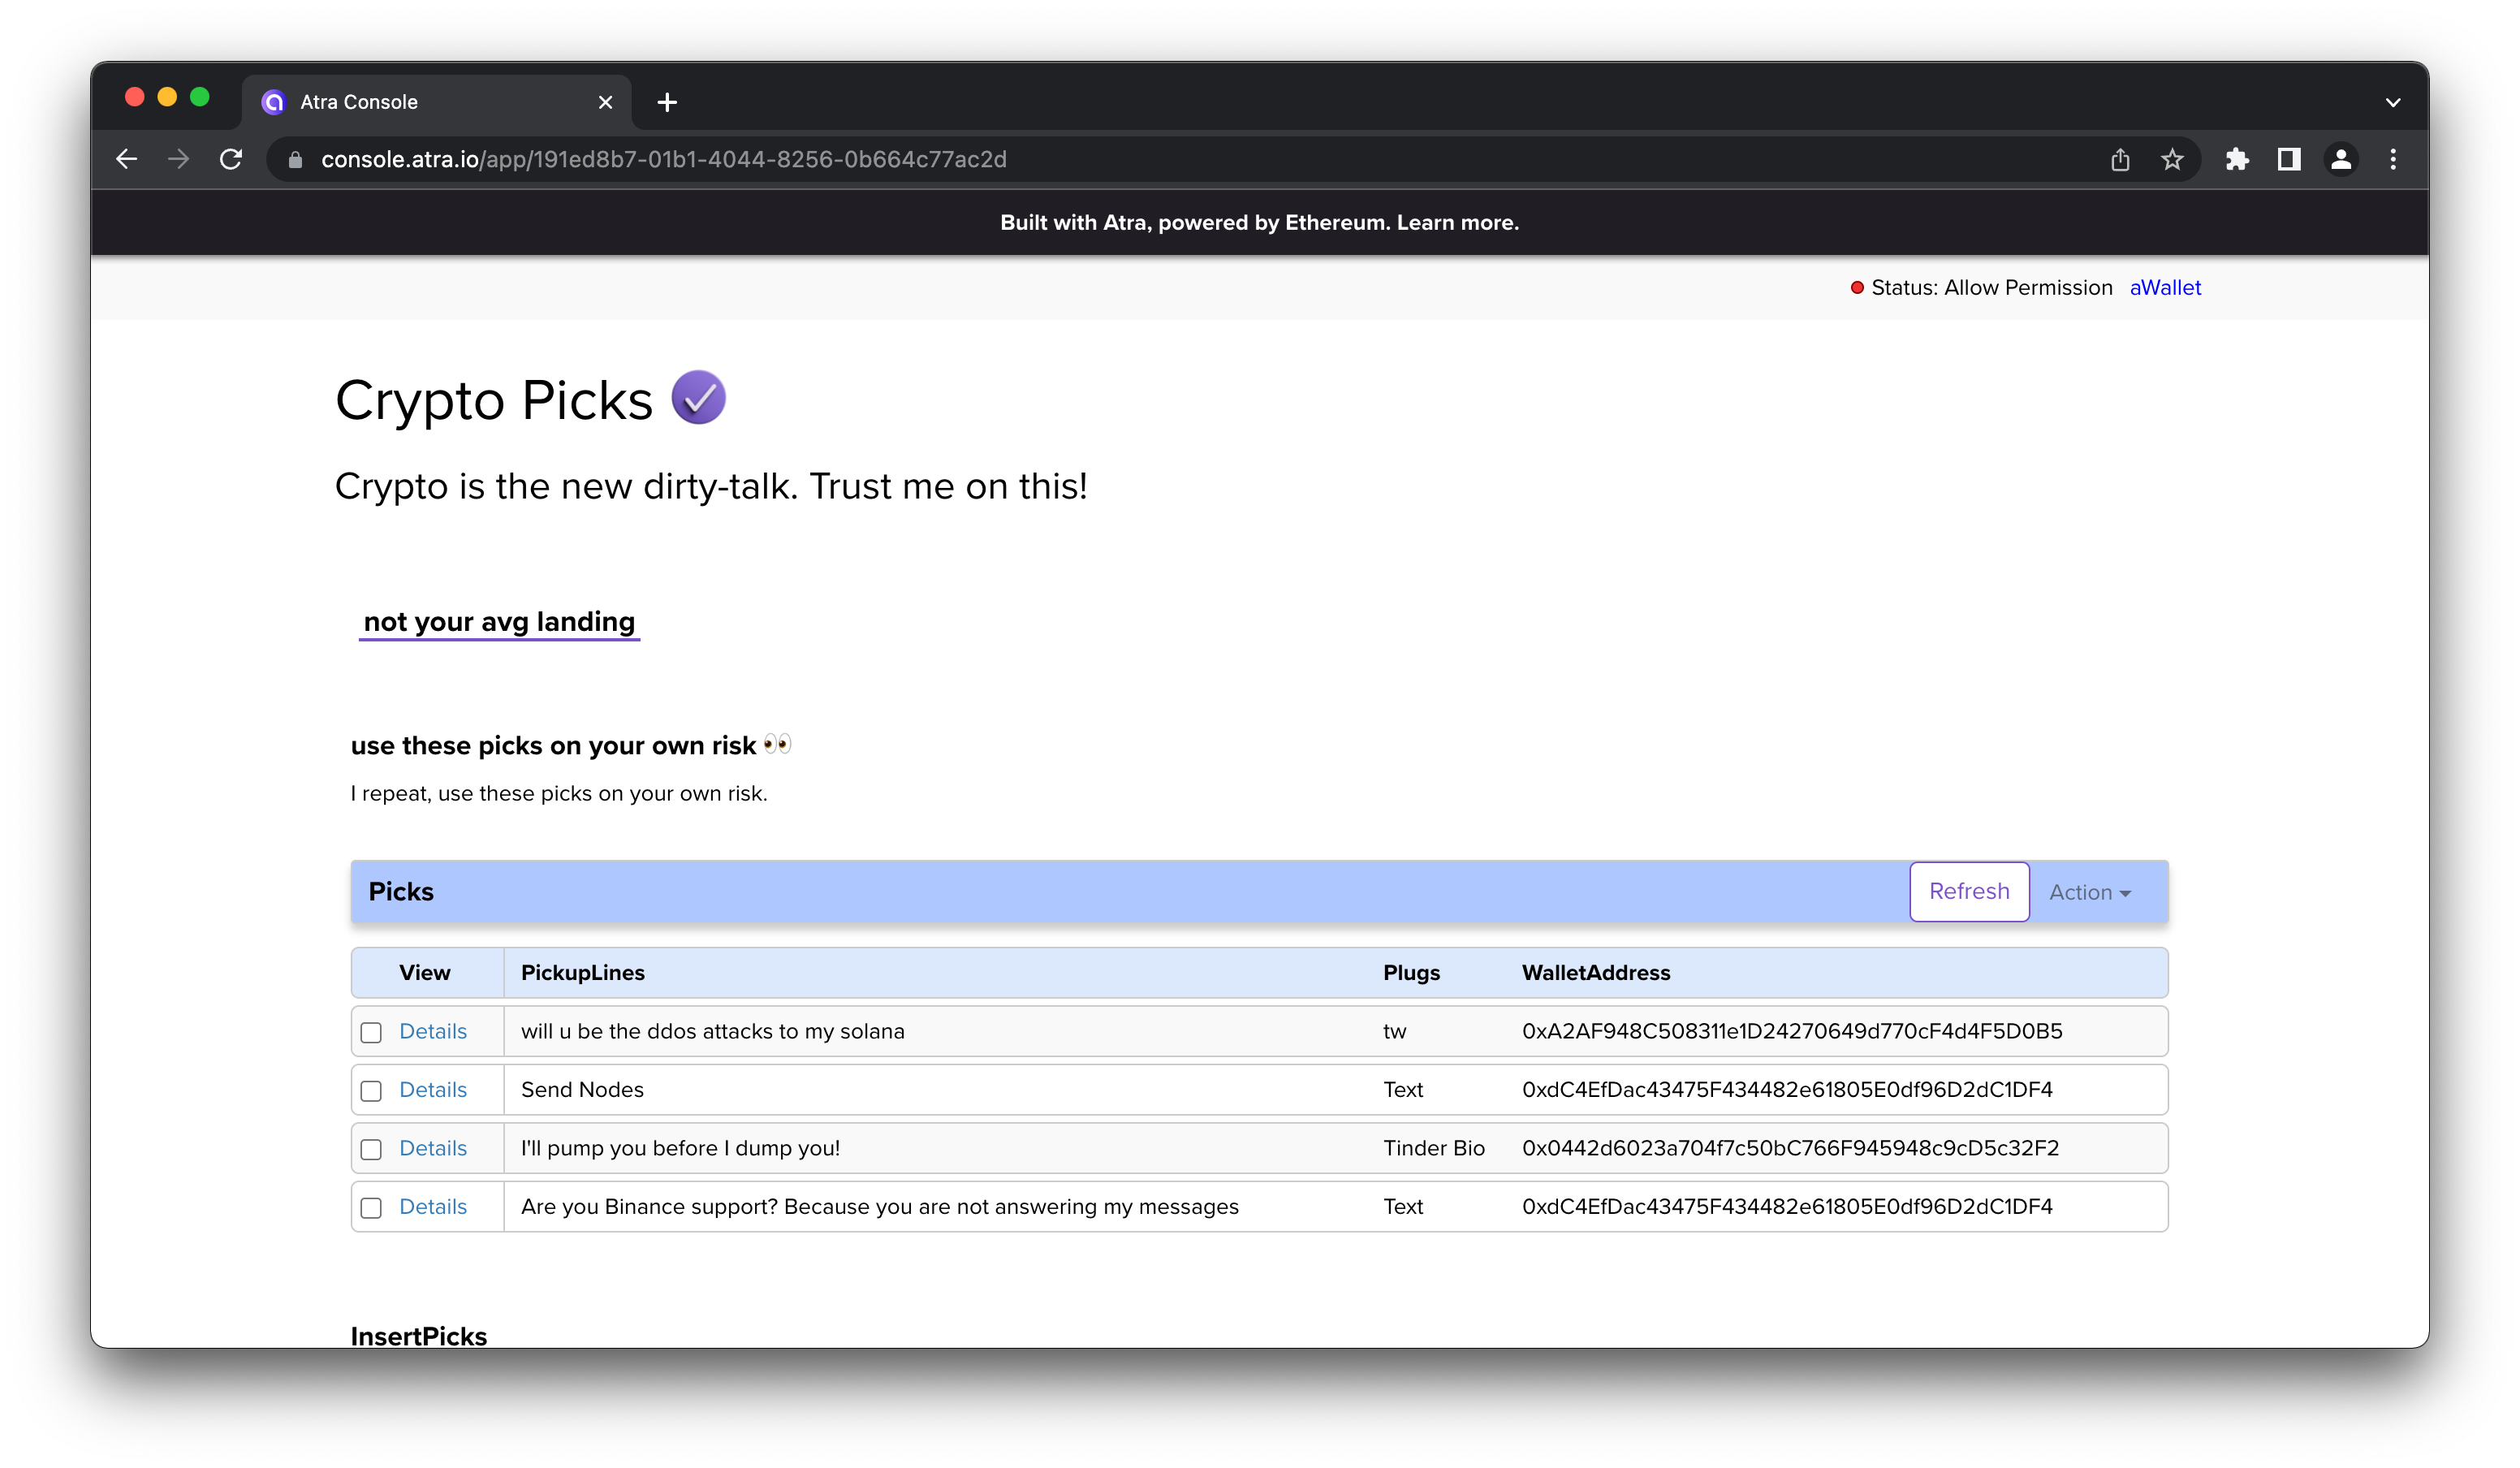 Atra Console
console.atra.io/app/191ed8b7-01b1-4044-8256-0b664c77ac2d
Built with Atra, powered by Ethereum. Learn more.
Status: Allow Permission aWallet
Crypto Picks
Crypto is the new dirty-talk. Trust me on this!
not your avg landing
use these picks on your own risk 👀
I repeat, use these picks on your own risk.
Picks Refresh Action
View PickupLines Plugs WalletAddress
Details will u be the ddos attacks to my solana tw 0xA2AF948C508311e1D24270649d770cF4d4F5D0B5
Details Send Nodes Text 0xdC4EfDac43475F434482e61805E0df96D2dC1DF4
Details I'll pump you before I dump you! Tinder Bio 0x0442d6023a704f7c50bC766F945948c9cD5c32F2
Details Are you Binance support? Because you are not answering my messages Text 0xdC4EfDac43475F434482e61805E0df96D2dC1DF4
InsertPicks